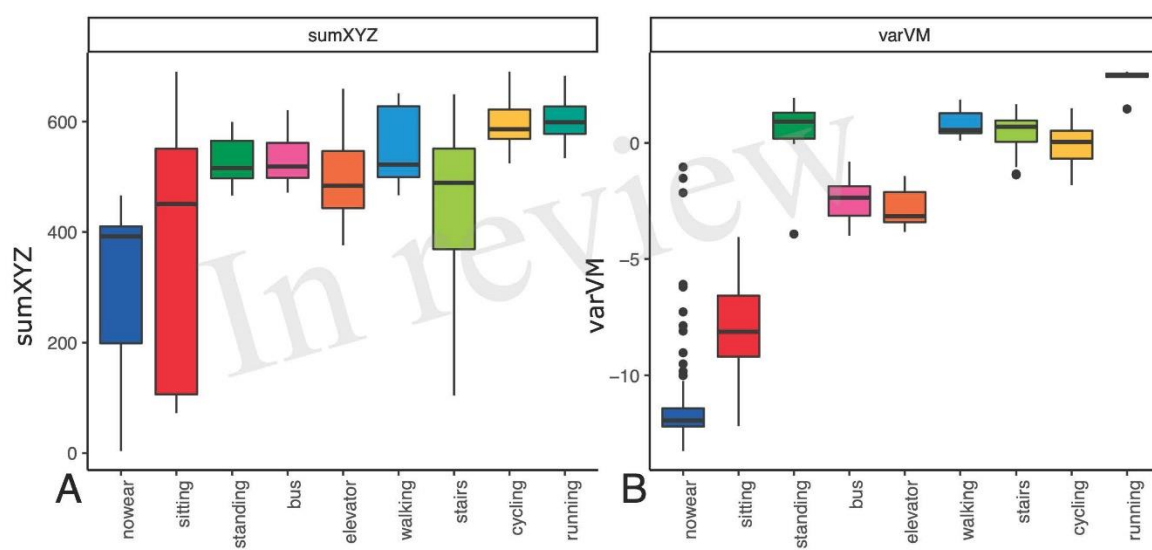 sumXYZ
varVM
600
400
200
0
sumXYZ
0
−5
−10
varVM
In review
A
nowear
sitting
standing
bus
elevator
walking
stairs
cycling
running
B
nowear
sitting
standing
bus
elevator
walking
stairs
cycling
running